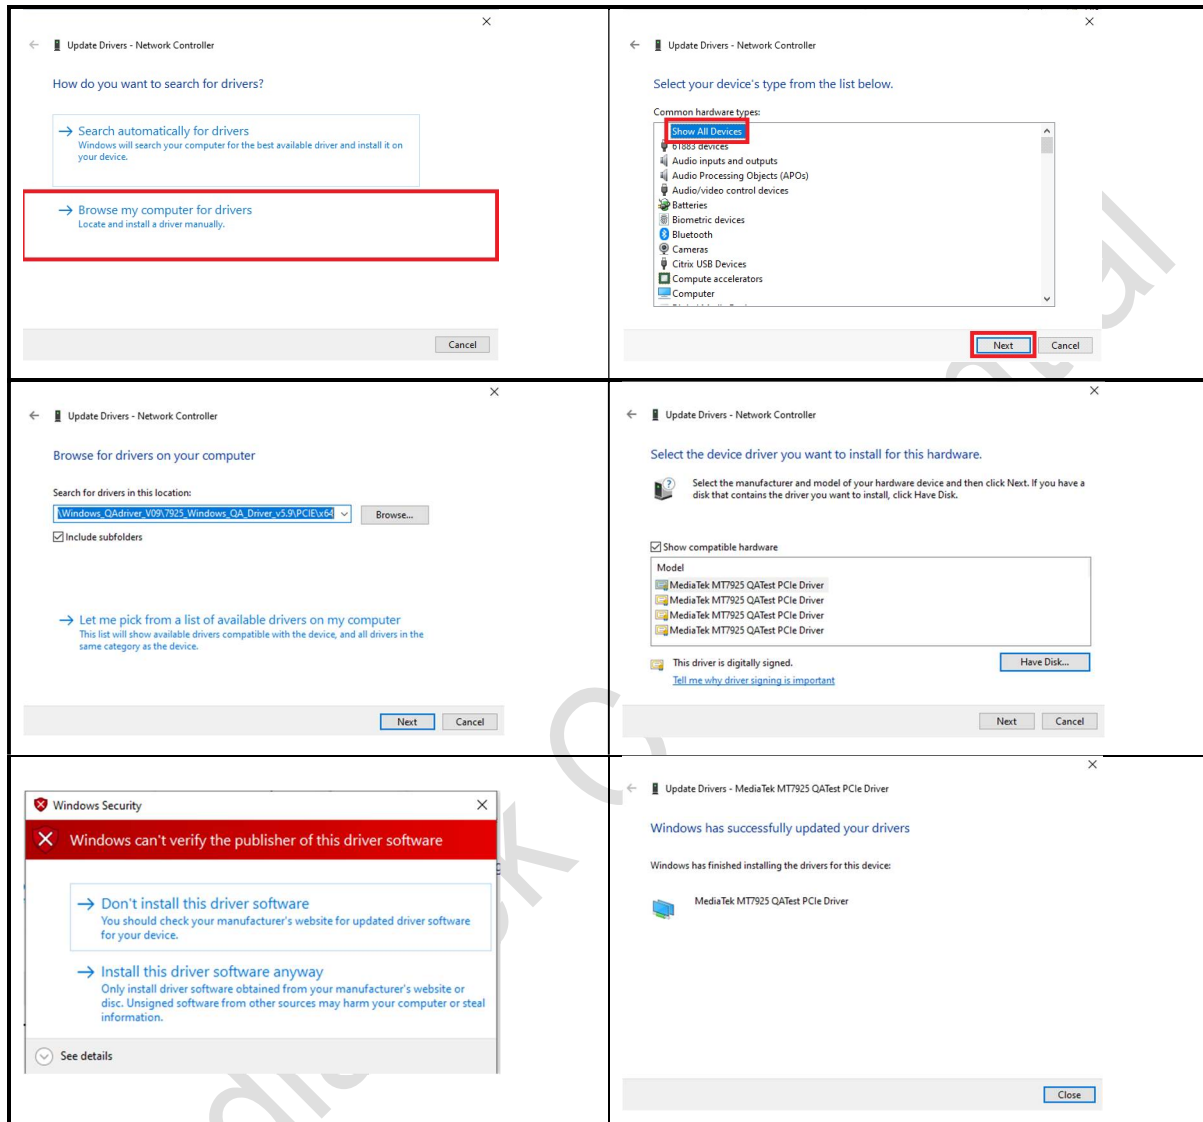 Update Drivers - Network Controller
How do you want to search for drivers?
Search automatically for drivers
Windows will search your computer for the best available driver and install it on
your device.
Browse my computer for drivers
Locate and install a driver manually.
Cancel
Update Drivers - Network Controller
Select your device's type from the list below.
Common hardware types:
Show All Devices
61883 devices
Audio inputs and outputs
Audio Processing Objects (APOs)
Audio/video control devices
Batteries
Biometric devices
Bluetooth
Cameras
Citrix USB Devices
Compute accelerators
Computer
Next Cancel
Update Drivers - Network Controller
Browse for drivers on your computer
Search for drivers in this location:
\Windows_QAdriver_V09\7925_Windows_QA_Driver_v5.9\PCIE\x64
Browse...
Include subfolders
Let me pick from a list of available drivers on my computer
This list will show available drivers compatible with the device, and all drivers in the
same category as the device.
Next Cancel
Update Drivers - Network Controller
Select the device driver you want to install for this hardware.
Select the manufacturer and model of your hardware device and then click Next. If you have a
disk that contains the driver you want to install, click Have Disk.
Show compatible hardware
Model
MediaTek MT7925 QATest PCIe Driver
MediaTek MT7925 QATest PCIe Driver
MediaTek MT7925 QATest PCIe Driver
MediaTek MT7925 QATest PCIe Driver
This driver is digitally signed.
Have Disk...
Tell me why driver signing is important
Next Cancel
Windows Security
Windows can't verify the publisher of this driver software
Don't install this driver software
You should check your manufacturer's website for updated driver software
for your device.
Install this driver software anyway
Only install driver software obtained from your manufacturer's website or
disc. Unsigned software from other sources may harm your computer or steal
information.
See details
Update Drivers - MediaTek MT7925 QATest PCIe Driver
Windows has successfully updated your drivers
Windows has finished installing the drivers for this device:
MediaTek MT7925 QATest PCIe Driver
Close